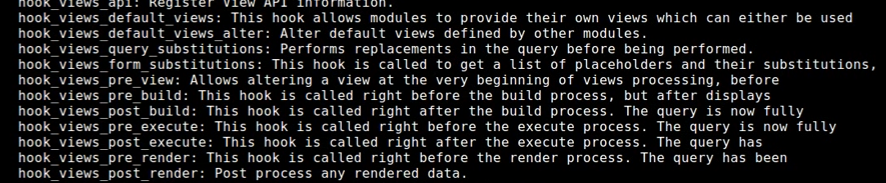 hook_views_api: Register View API information.
hook_views_default_views: This hook allows modules to provide their own views which can either be used
hook_views_default_views_alter: Alter default views defined by other modules.
hook_views_query_substitutions: Performs replacements in the query before being performed.
hook_views_form_substitutions: This hook is called to get a list of placeholders and their substitutions,
hook_views_pre_view: Allows altering a view at the very beginning of views processing, before
hook_views_pre_build: This hook is called right before the build process, but after displays
hook_views_post_build: This hook is called right after the build process. The query is now fully
hook_views_pre_execute: This hook is called right before the execute process. The query is now fully
hook_views_post_execute: This hook is called right after the execute process. The query has
hook_views_pre_render: This hook is called right before the render process. The query has been
hook_views_post_render: Post process any rendered data.